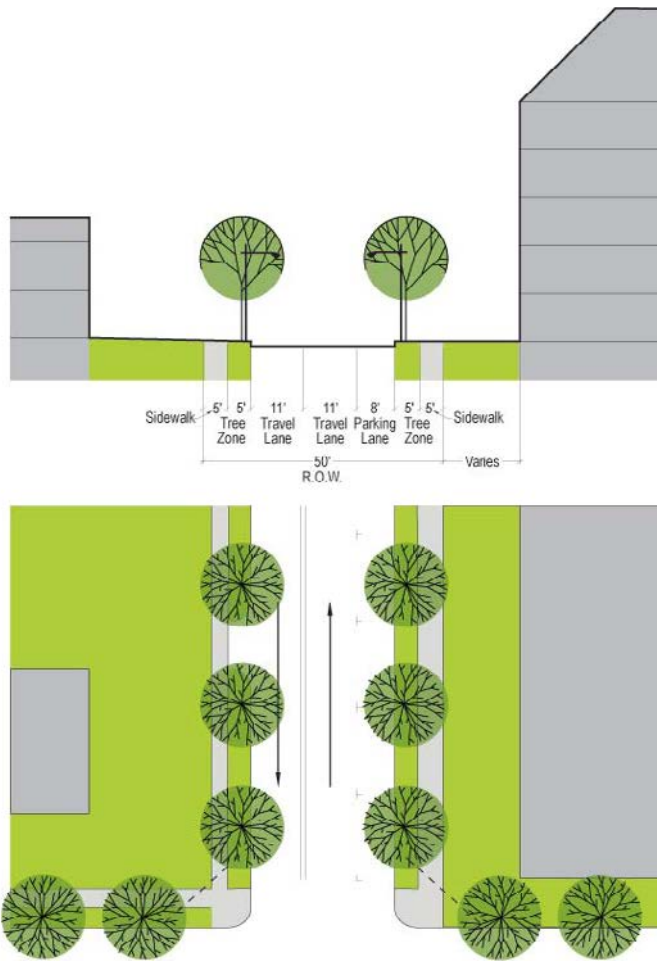 5' 5' 11' 11' 8' 5' 5'
Sidewalk Tree Travel Travel Parking Tree Sidewalk
Zone Lane Lane Lane Zone
50' Varies
R.O.W.